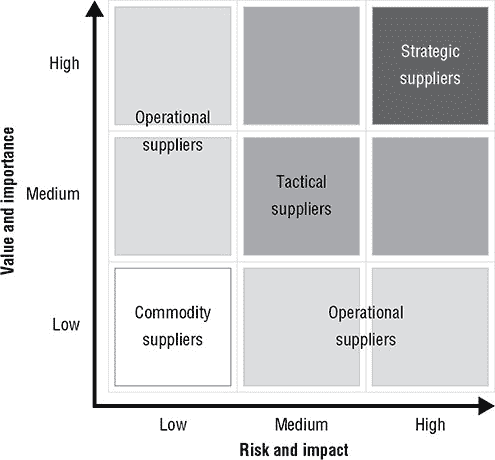 Value and importance
High
Strategic
suppliers
Operational
suppliers
Medium
Tactical
suppliers
Low
Commodity
suppliers
Operational
suppliers
Low
Medium
High
Risk and impact